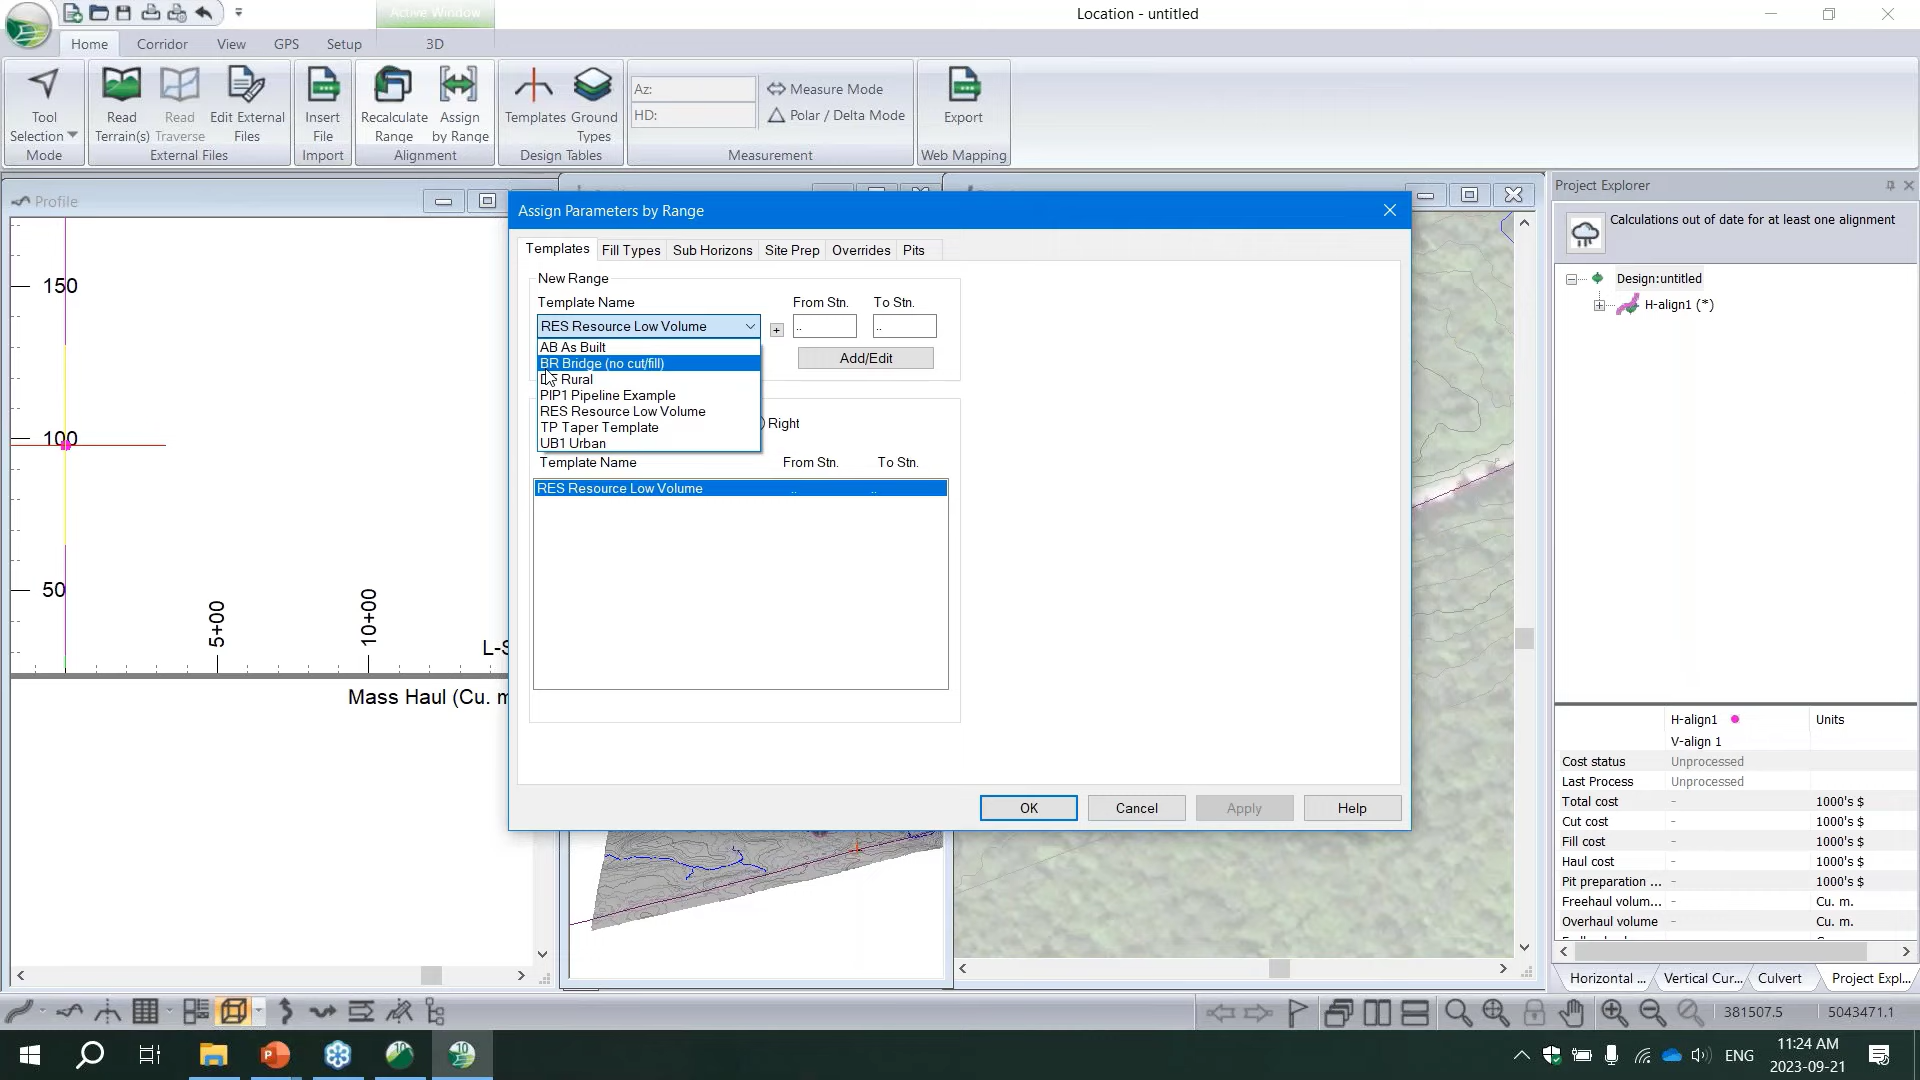 Active Window
Location - untitled
Home
Corridor
View
GPS
Setup
3D
Tool
Selection
Mode
Read
Terrain(s)
Read
Traverse
Edit External
Files
External Files
Insert
File
Import
Recalculate
Range
Assign
by Range
Alignment
Templates
Ground
Types
Design Tables
Az:
HD:
Measure Mode
Polar / Delta Mode
Measurement
Export
Web Mapping
Profile
150
100
50
5+00
10+00
Mass Haul (Cu. m
Assign Parameters by Range
Templates
Fill Types
Sub Horizons
Site Prep
Overrides
Pits
New Range
Template Name
From Stn.
To Stn.
RES Resource Low Volume
+
..
..
Add/Edit
AB As Built
BR Bridge (no cut/fill)
Rural
PIP1 Pipeline Example
RES Resource Low Volume
TP Taper Template
UB1 Urban
Right
Template Name
From Stn.
To Stn.
RES Resource Low Volume
..
..
OK
Cancel
Apply
Help
Project Explorer
Calculations out of date for at least one alignment
Design:untitled
H-align1 (*)
H-align1
Units
V-align 1
Cost status
Unprocessed
Last Process
Unprocessed
Total cost
-
1000's $
Cut cost
-
1000's $
Fill cost
-
1000's $
Haul cost
-
1000's $
Pit preparation ...
-
1000's $
Freehaul volum...
-
Cu. m.
Overhaul volume
-
Cu. m.
Horizontal ...
Vertical Cur...
Culvert
Project Expl...
381507.5
5043471.1
10
10
ENG
11:24 AM
2023-09-21